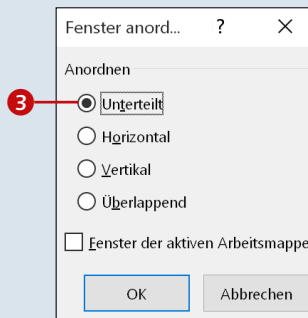 Fenster anord... ? ×
Anordnen
3
Unterteilt
Horizontal
Vertikal
Überlappend
Fenster der aktiven Arbeitsmappe
OK Abbrechen